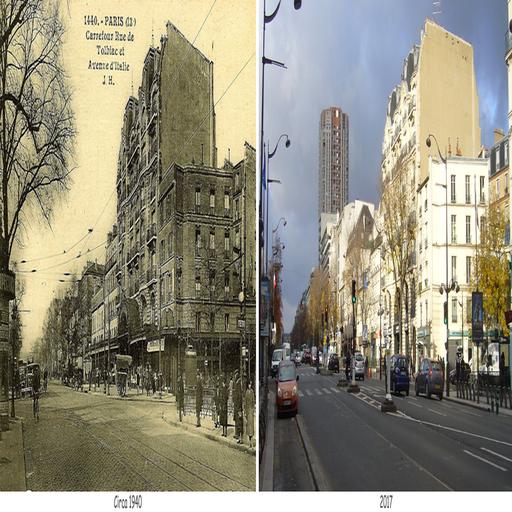 1440. - PARIS (13e)
Carrefour Rue de
Tolbiac et
Avenue d'Italie
J. H.
Circa 1940
2017